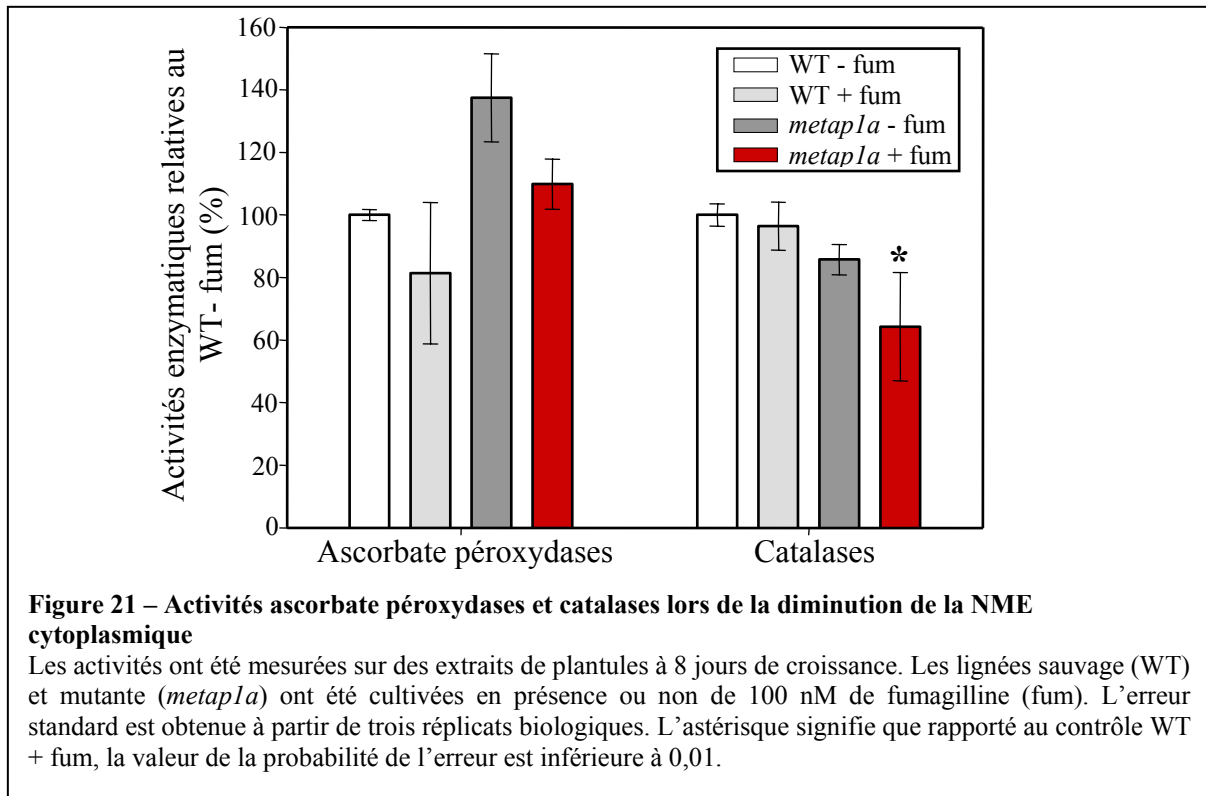 160
140
120
100
80
60
40
20
0
Activités enzymatiques relatives au
WT- fum (%)
WT - fum
WT + fum
metap1a - fum
metap1a + fum
*
Ascorbate péroxydases
Catalases
Figure 21 – Activités ascorbate péroxydases et catalases lors de la diminution de la NME
cytoplasmique
Les activités ont été mesurées sur des extraits de plantules à 8 jours de croissance. Les lignées sauvage (WT)
et mutante (metap1a) ont été cultivées en présence ou non de 100 nM de fumagilline (fum). L’erreur
standard est obtenue à partir de trois réplicats biologiques. L’astérisque signifie que rapporté au contrôle WT
+ fum, la valeur de la probabilité de l’erreur est inférieure à 0,01.